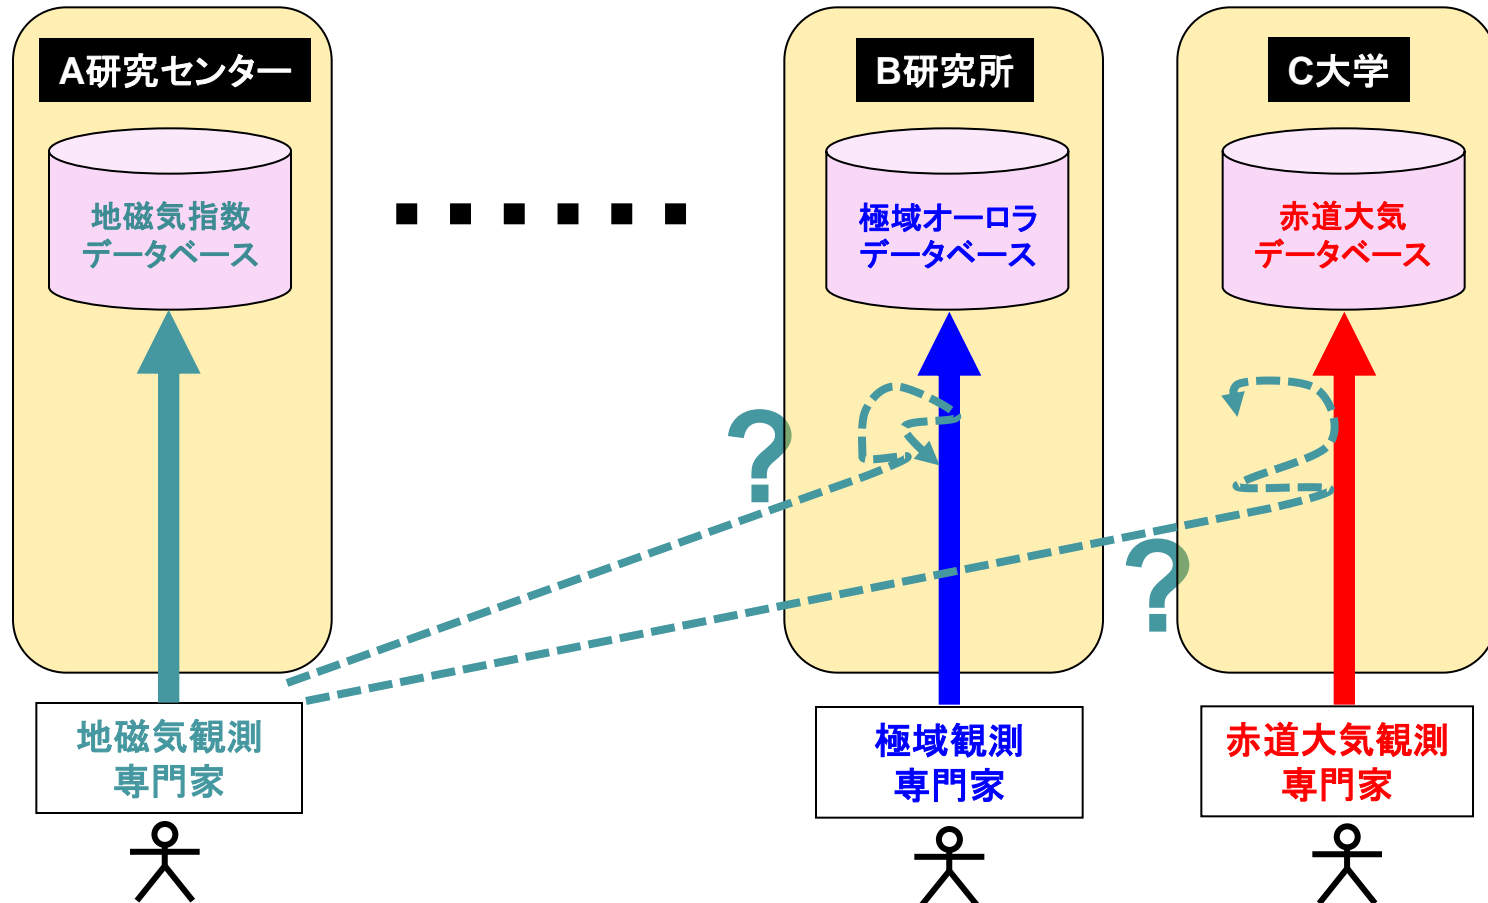 A研究センター
地磁気指数
データベース
B研究所
極域オーロラ
データベース
C大学
赤道大気
データベース
■ ■ ■ ■ ■ ■
?
?
地磁気観測
専門家
極域観測
専門家
赤道大気観測
専門家